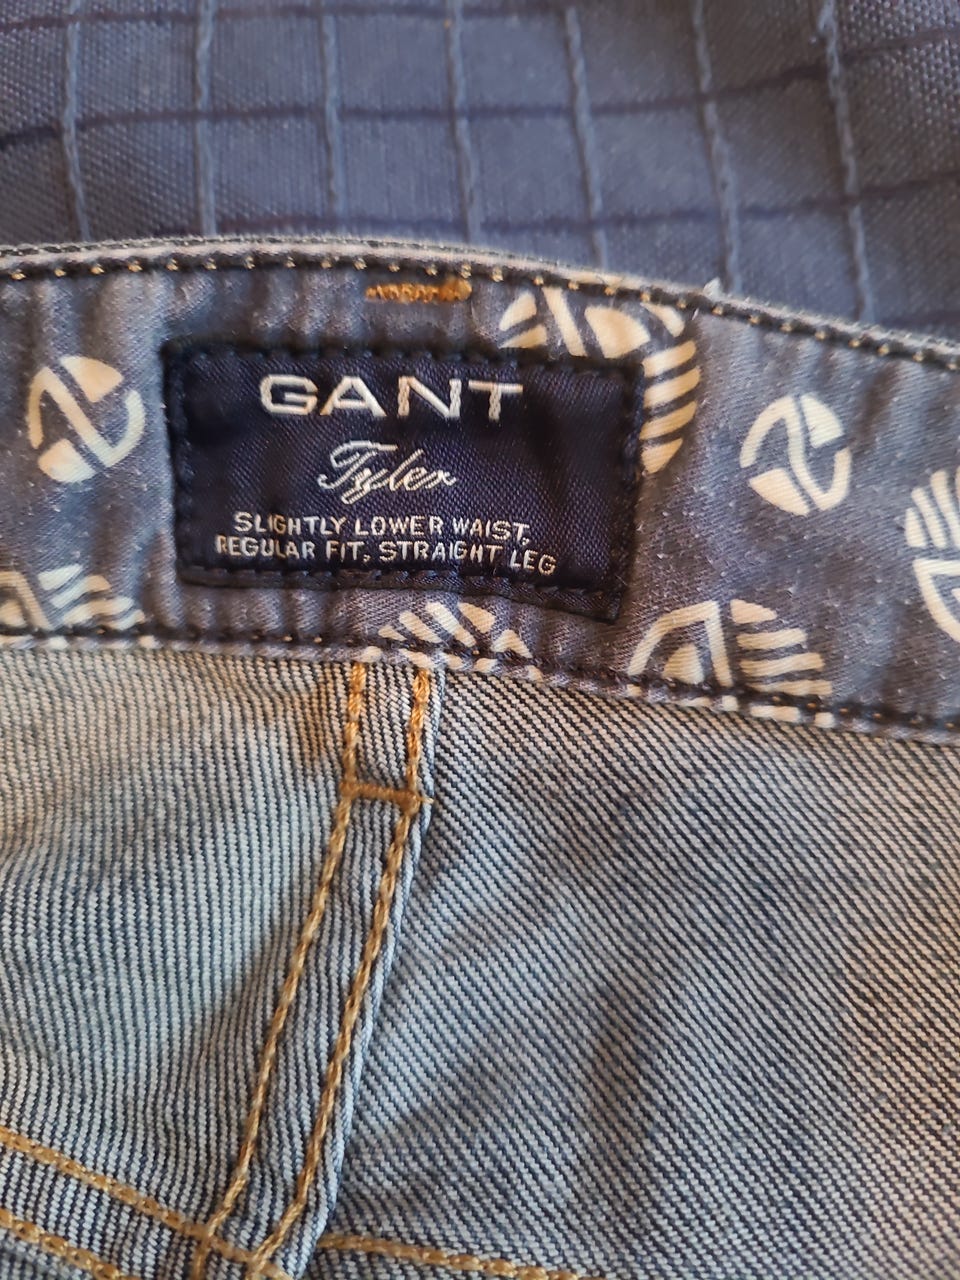 GANT
Tyler
SLIGHTLY LOWER WAIST,
REGULAR FIT, STRAIGHT LEG